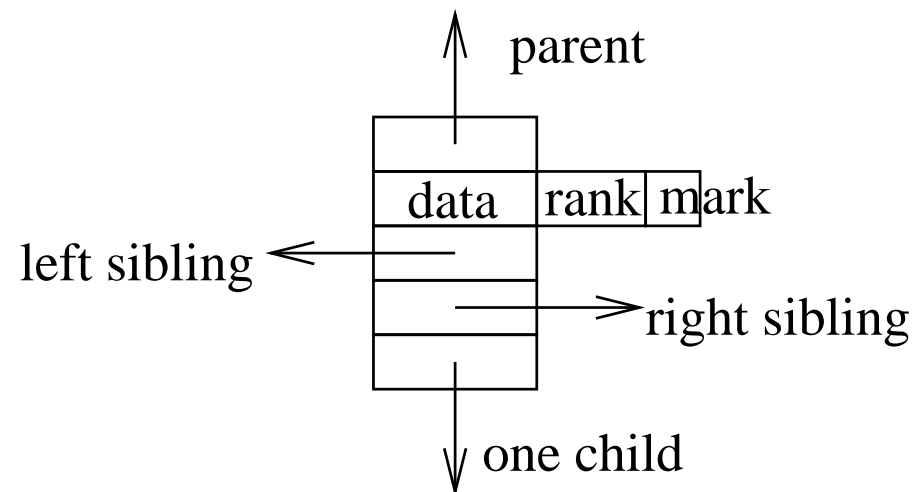 parent
data rank mark
left sibling
right sibling
one child